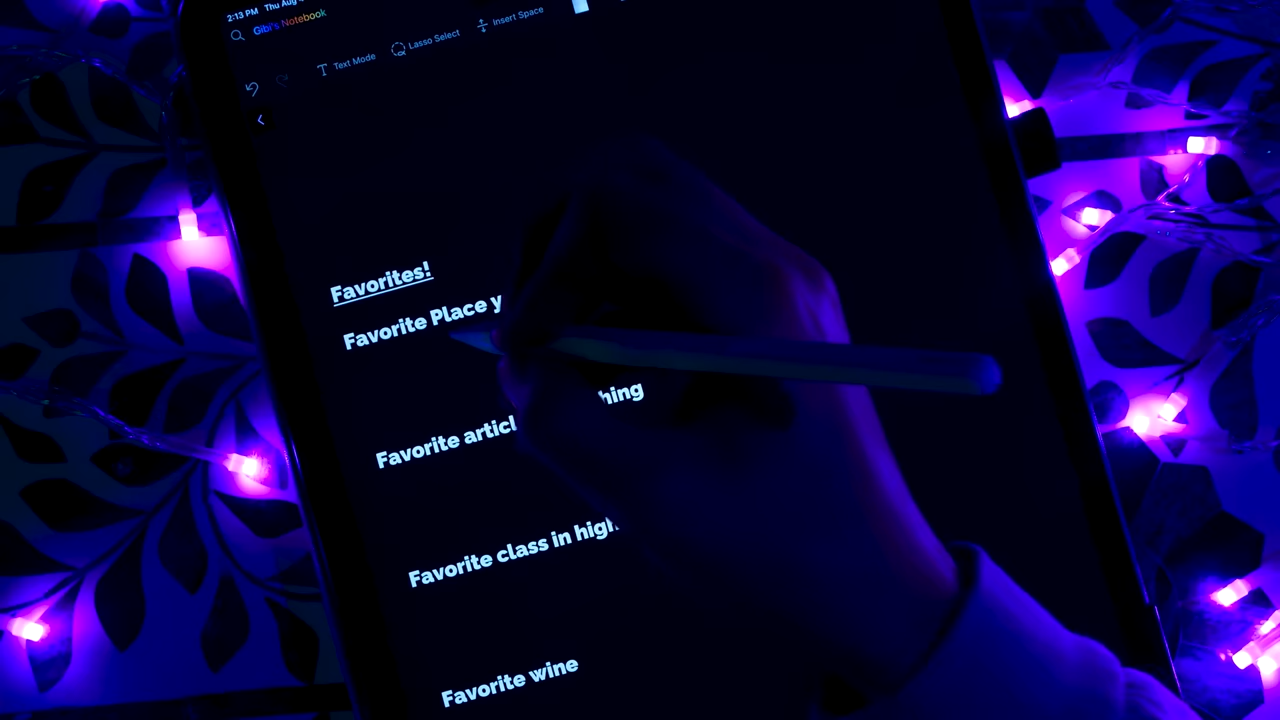 2:13 PM Thu Aug
Gibi's Notebook
Text Mode
Lasso Select
Insert Space
Favorites!
Favorite Place y
Favorite articl hing
Favorite class in high
Favorite wine